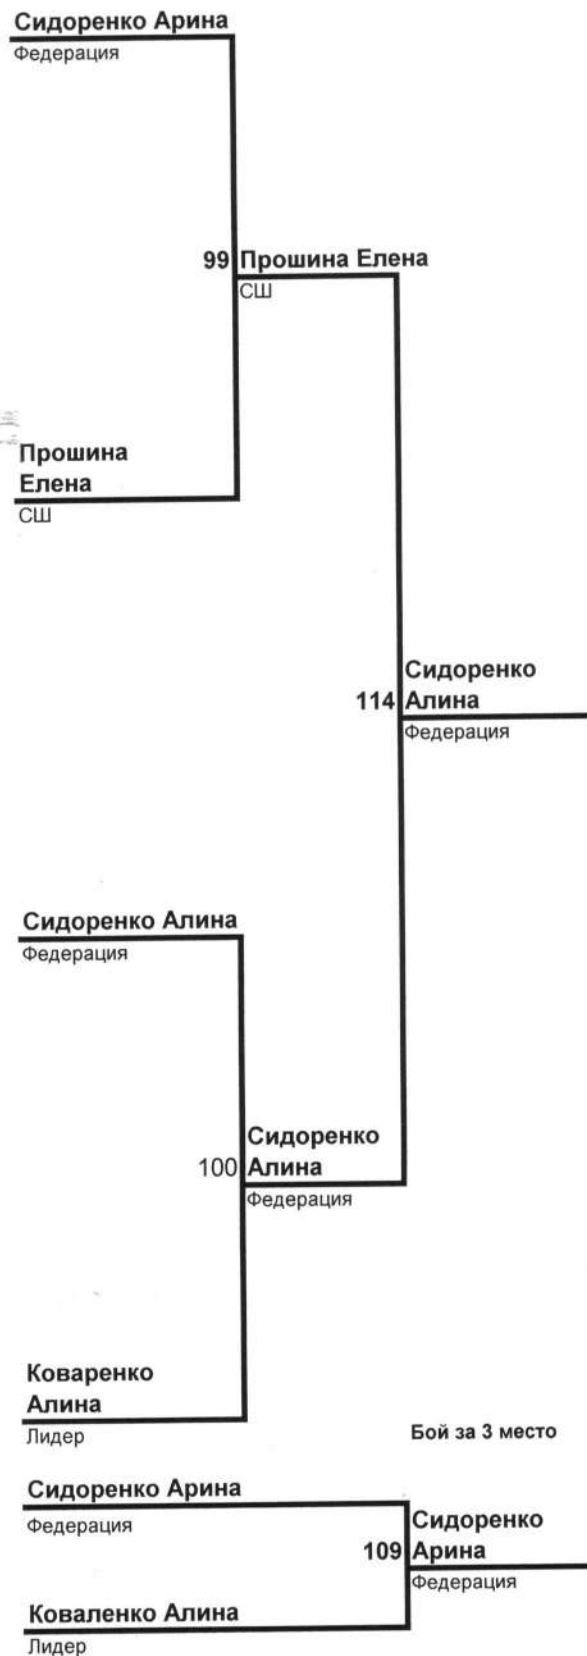 Сидоренко Арина
Федерация
99 Прошина Елена
СШ
Прошина
Елена
СШ
Сидоренко
114 Алина
Федерация
Сидоренко Алина
Федерация
Сидоренко
100 Алина
Федерация
Коваренко
Алина
Лидер
Бой за 3 место
Сидоренко Арина
Федерация
Сидоренко
109 Арина
Федерация
Коваленко Алина
Лидер